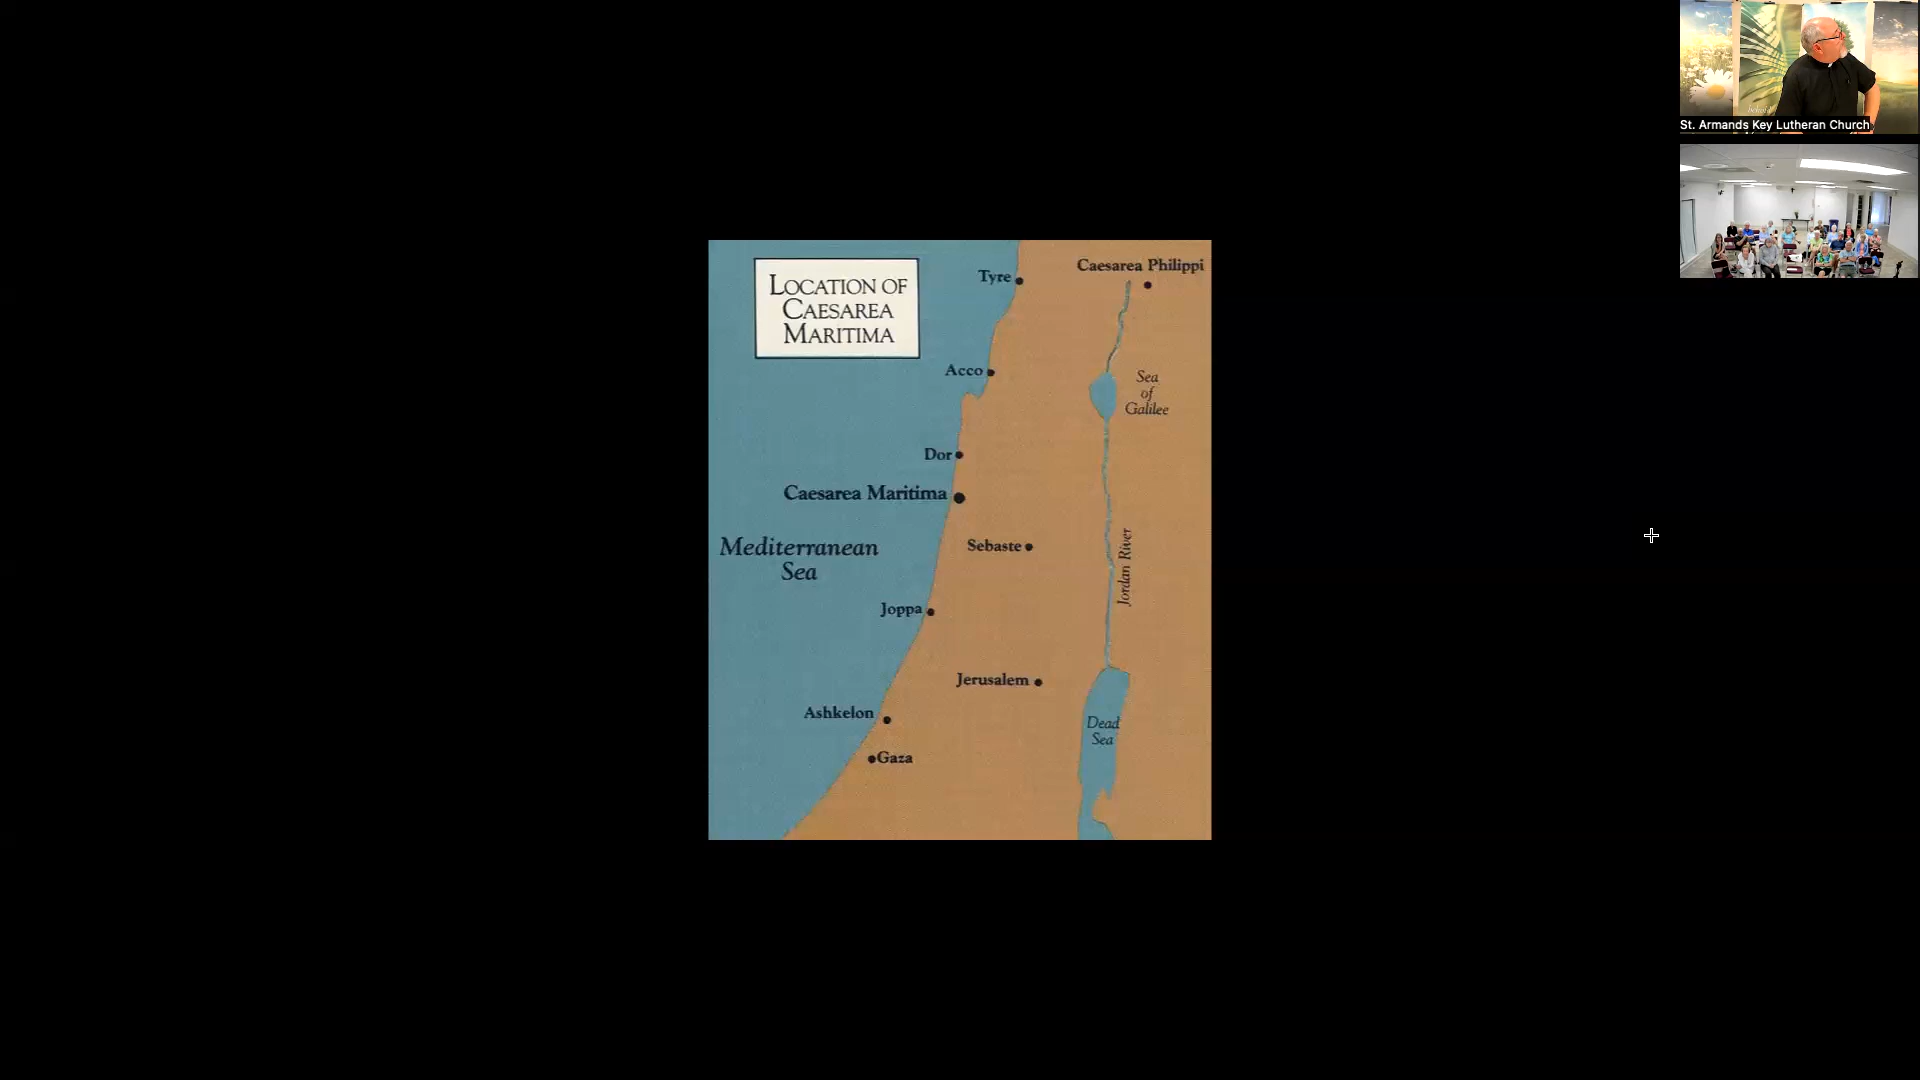 St. Armands Key Lutheran Church
LOCATION OF
CAESAREA
MARITIMA
Tyre
Caesarea Philippi
Acco
Sea
of
Galilee
Dor
Caesarea Maritima
Mediterranean
Sea
Sebaste
Jordan River
Joppa
Jerusalem
Ashkelon
Dead
Sea
Gaza